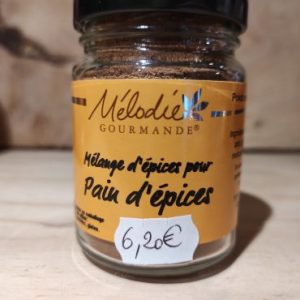 Mélodie
GOURMANDE®
Mélange d'épices pour
Pain d'épices
6,20€